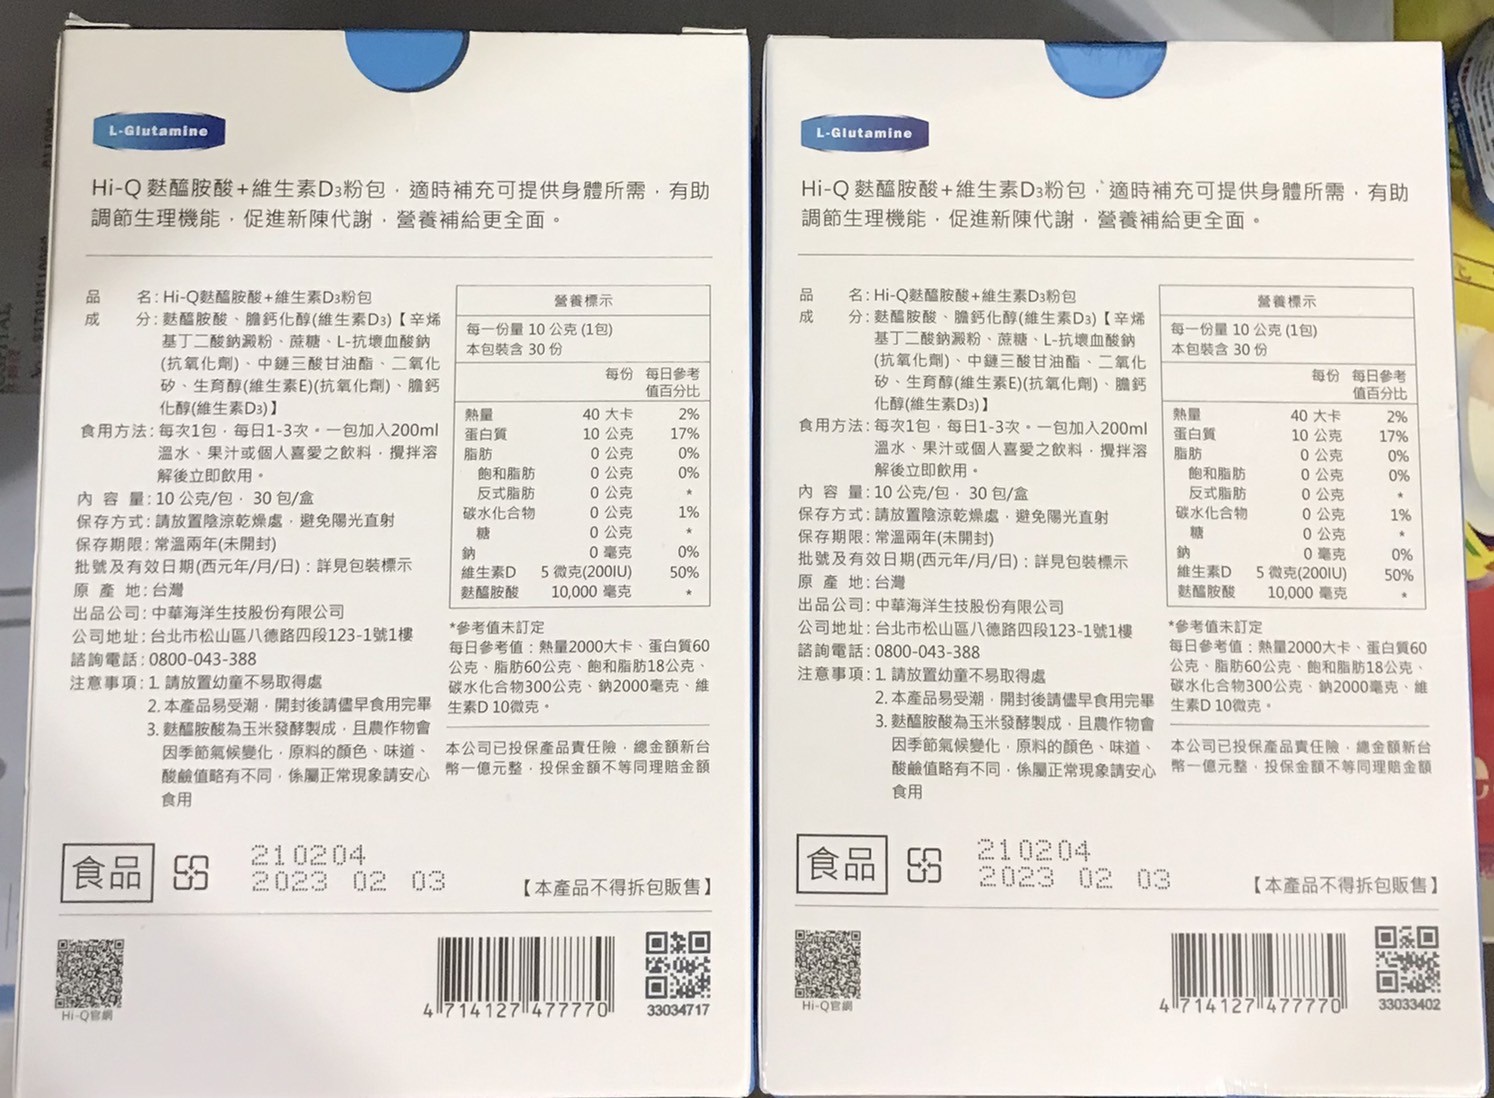 L-Glutamine
Hi-Q 麩醯胺酸+維生素D3粉包，適時補充可提供身體所需，有助
調節生理機能，促進新陳代謝，營養補給更全面。
品 名：Hi-Q麩醯胺酸+維生素D3粉包
成 分：麩醯胺酸、膽鈣化醇(維生素D3)【辛烯
基丁二酸鈉澱粉、蔗糖、L-抗壞血酸鈉
(抗氧化劑)、中鏈三酸甘油酯、二氧化
矽、生育醇(維生素E)(抗氧化劑)、膽鈣
化醇(維生素D3)】
食用方法：每次1包，每日1-3次。一包加入200ml
溫水、果汁或個人喜愛之飲料，攪拌溶
解後立即飲用。
內 容 量：10 公克/包， 30 包/盒
保存方式：請放置陰涼乾燥處，避免陽光直射
保存期限：常溫兩年(未開封)
批號及有效日期(西元年/月/日)：詳見包裝標示
原 產 地：台灣
出品公司：中華海洋生技股份有限公司
公司地址：台北市松山區八德路四段123-1號1樓
諮詢電話：0800-043-388
注意事項：1. 請放置幼童不易取得處
2. 本產品易受潮，開封後請儘早食用完畢
3. 麩醯胺酸為玉米發酵製成，且農作物會
因季節氣候變化，原料的顏色、味道、
酸鹼值略有不同，係屬正常現象請安心
食用
營養標示
每一份量 10 公克 (1包)
本包裝含 30 份
每份 每日參考
值百分比
熱量 40 大卡 2%
蛋白質 10 公克 17%
脂肪 0 公克 0%
飽和脂肪 0 公克 0%
反式脂肪 0 公克 *
碳水化合物 0 公克 1%
糖 0 公克 *
鈉 0 毫克 0%
維生素D 5 微克(200IU) 50%
麩醯胺酸 10,000 毫克 *
*參考值未訂定
每日參考值：熱量2000大卡、蛋白質60
公克、脂肪60公克、飽和脂肪18公克、
碳水化合物300公克、鈉2000毫克、維
生素D 10微克。
本公司已投保產品責任險，總金額新台
幣一億元整，投保金額不等同理賠金額
食品
210204
2023 02 03
【本產品不得拆包販售】
Hi-Q官網
4 714127 477770
33034717
L-Glutamine
Hi-Q 麩醯胺酸+維生素D3粉包，適時補充可提供身體所需，有助
調節生理機能，促進新陳代謝，營養補給更全面。
品 名：Hi-Q麩醯胺酸+維生素D3粉包
成 分：麩醯胺酸、膽鈣化醇(維生素D3)【辛烯
基丁二酸鈉澱粉、蔗糖、L-抗壞血酸鈉
(抗氧化劑)、中鏈三酸甘油酯、二氧化
矽、生育醇(維生素E)(抗氧化劑)、膽鈣
化醇(維生素D3)】
食用方法：每次1包，每日1-3次。一包加入200ml
溫水、果汁或個人喜愛之飲料，攪拌溶
解後立即飲用。
內 容 量：10 公克/包， 30 包/盒
保存方式：請放置陰涼乾燥處，避免陽光直射
保存期限：常溫兩年(未開封)
批號及有效日期(西元年/月/日)：詳見包裝標示
原 產 地：台灣
出品公司：中華海洋生技股份有限公司
公司地址：台北市松山區八德路四段123-1號1樓
諮詢電話：0800-043-388
注意事項：1. 請放置幼童不易取得處
2. 本產品易受潮，開封後請儘早食用完畢
3. 麩醯胺酸為玉米發酵製成，且農作物會
因季節氣候變化，原料的顏色、味道、
酸鹼值略有不同，係屬正常現象請安心
食用
營養標示
每一份量 10 公克 (1包)
本包裝含 30 份
每份 每日參考
值百分比
熱量 40 大卡 2%
蛋白質 10 公克 17%
脂肪 0 公克 0%
飽和脂肪 0 公克 0%
反式脂肪 0 公克 *
碳水化合物 0 公克 1%
糖 0 公克 *
鈉 0 毫克 0%
維生素D 5 微克(200IU) 50%
麩醯胺酸 10,000 毫克 *
*參考值未訂定
每日參考值：熱量2000大卡、蛋白質60
公克、脂肪60公克、飽和脂肪18公克、
碳水化合物300公克、鈉2000毫克、維
生素D 10微克。
本公司已投保產品責任險，總金額新台
幣一億元整，投保金額不等同理賠金額
食品
210204
2023 02 03
【本產品不得拆包販售】
Hi-Q官網
4 714127 477770
33033402